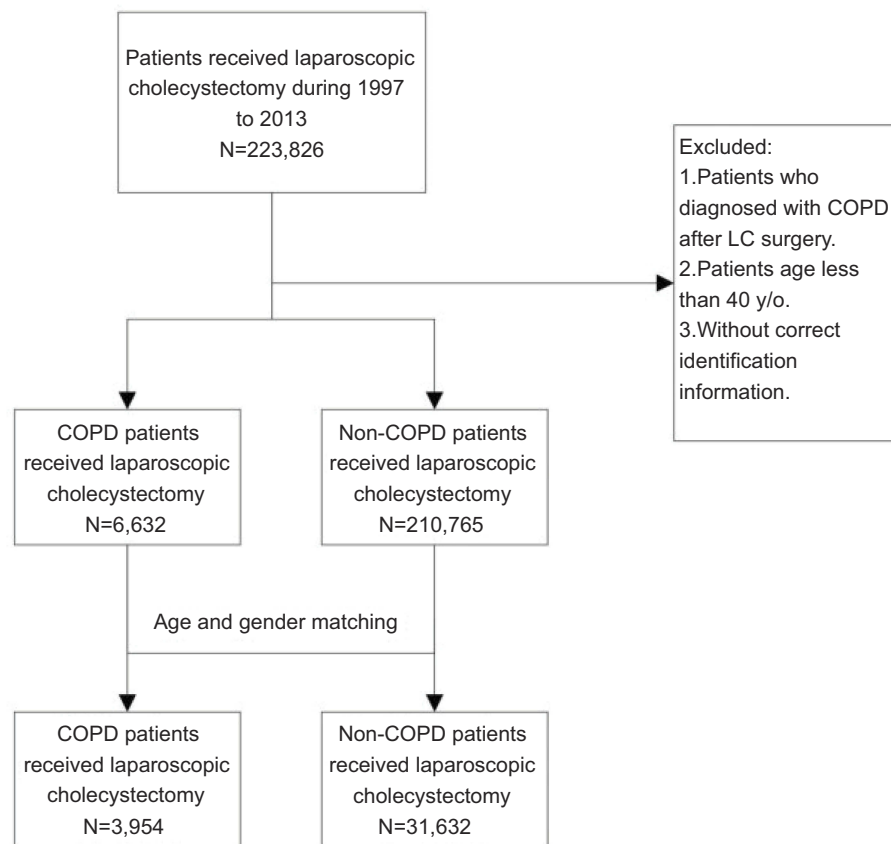 Patients received laparoscopic
cholecystectomy during 1997
to 2013
N=223,826
Excluded:
1.Patients who
diagnosed with COPD
after LC surgery.
2.Patients age less
than 40 y/o.
3.Without correct
identification
information.
COPD patients
received laparoscopic
cholecystectomy
N=6,632
Non-COPD patients
received laparoscopic
cholecystectomy
N=210,765
Age and gender matching
COPD patients
received laparoscopic
cholecystectomy
N=3,954
Non-COPD patients
received laparoscopic
cholecystectomy
N=31,632